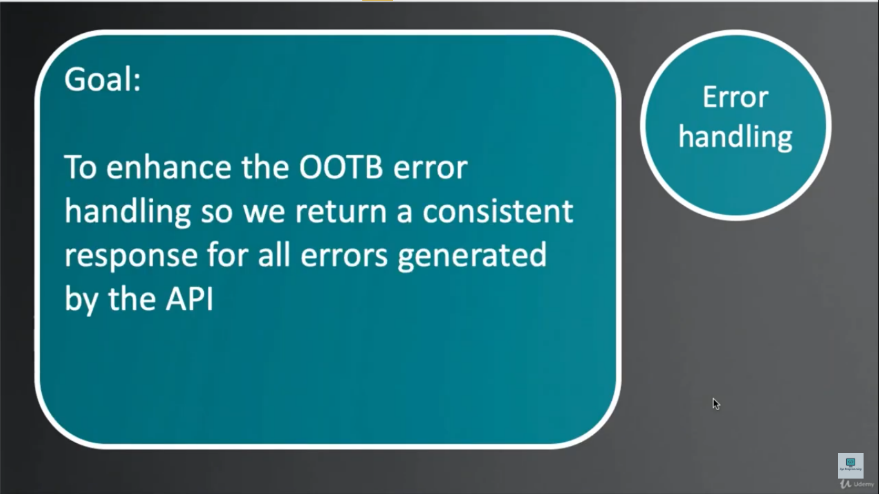 Goal:
To enhance the OOTB error
handling so we return a consistent
response for all errors generated
by the API
Error
handling
Udemy